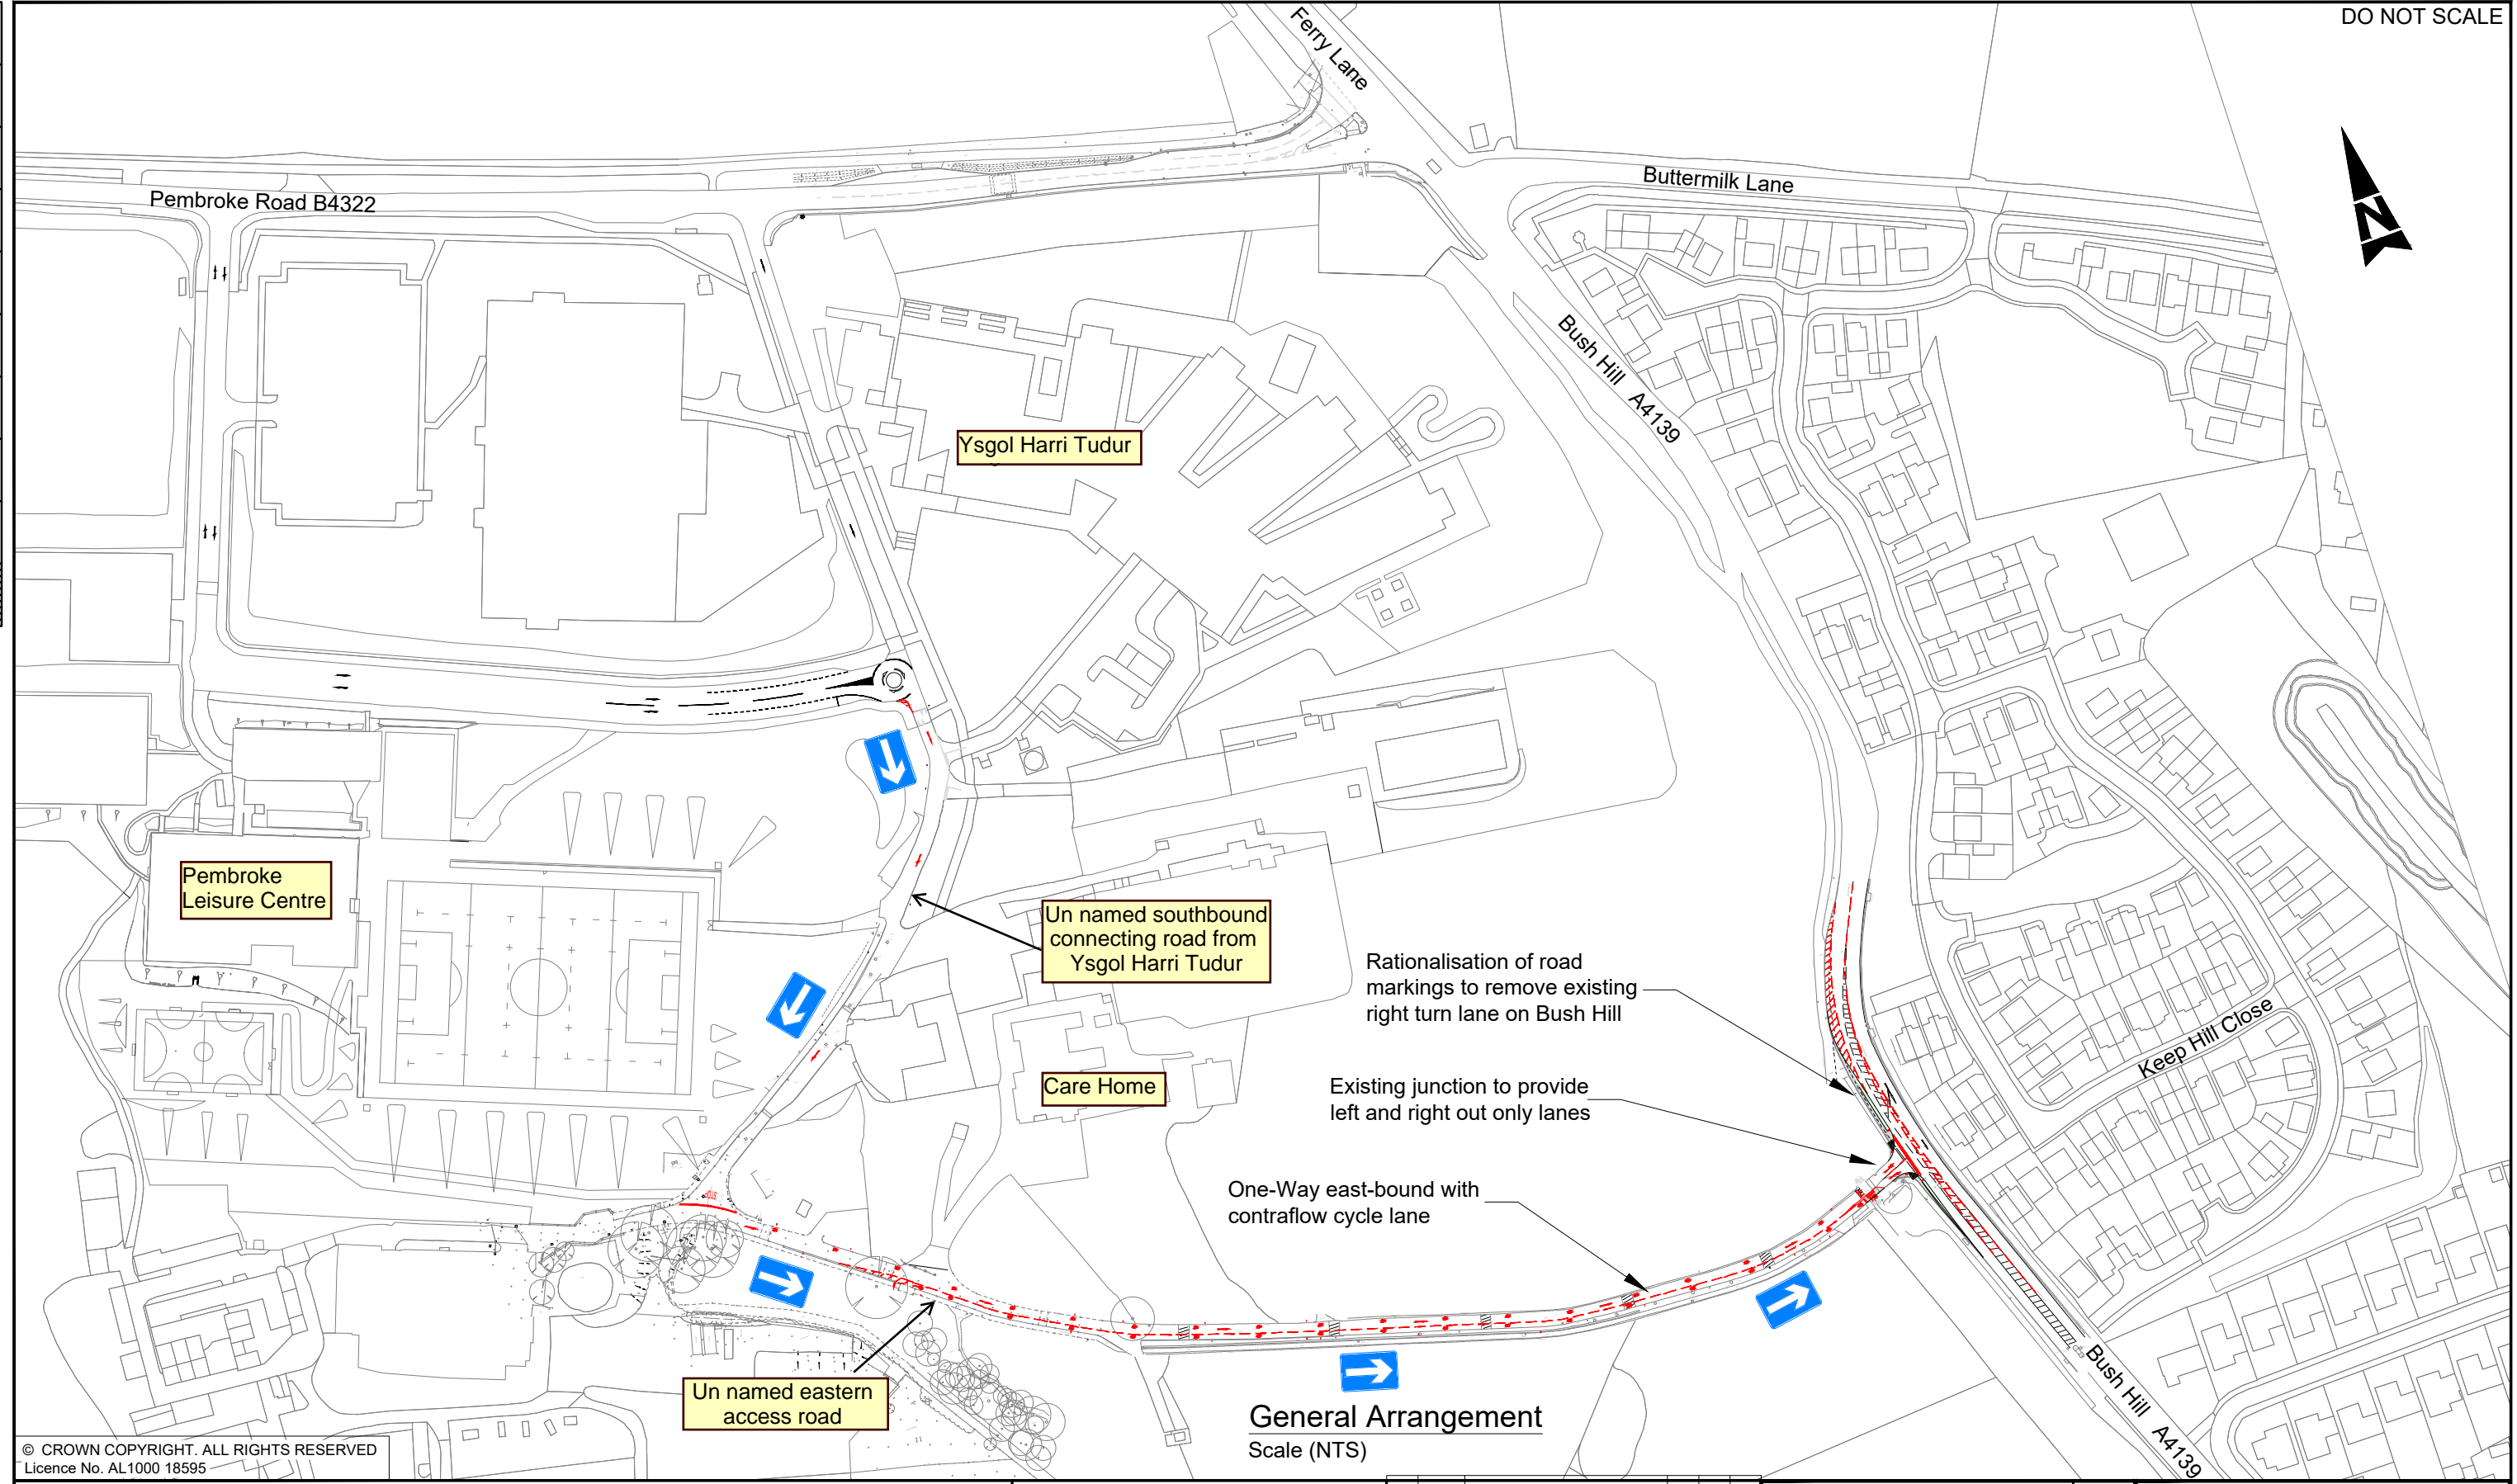 DO NOT SCALE
Ferry Lane
Buttermilk Lane
Pembroke Road B4322
N
Bush Hill A4139
Ysgol Harri Tudur
Pembroke
Leisure Centre
Un named southbound
connecting road from
Ysgol Harri Tudur
Rationalisation of road
markings to remove existing
right turn lane on Bush Hill
Keep Hill Close
Care Home
Existing junction to provide
left and right out only lanes
One-Way east-bound with
contraflow cycle lane
STOP
Un named eastern
access road
Bush Hill A4139
General Arrangement
Scale (NTS)
© CROWN COPYRIGHT. ALL RIGHTS RESERVED
Licence No. AL1000 18595